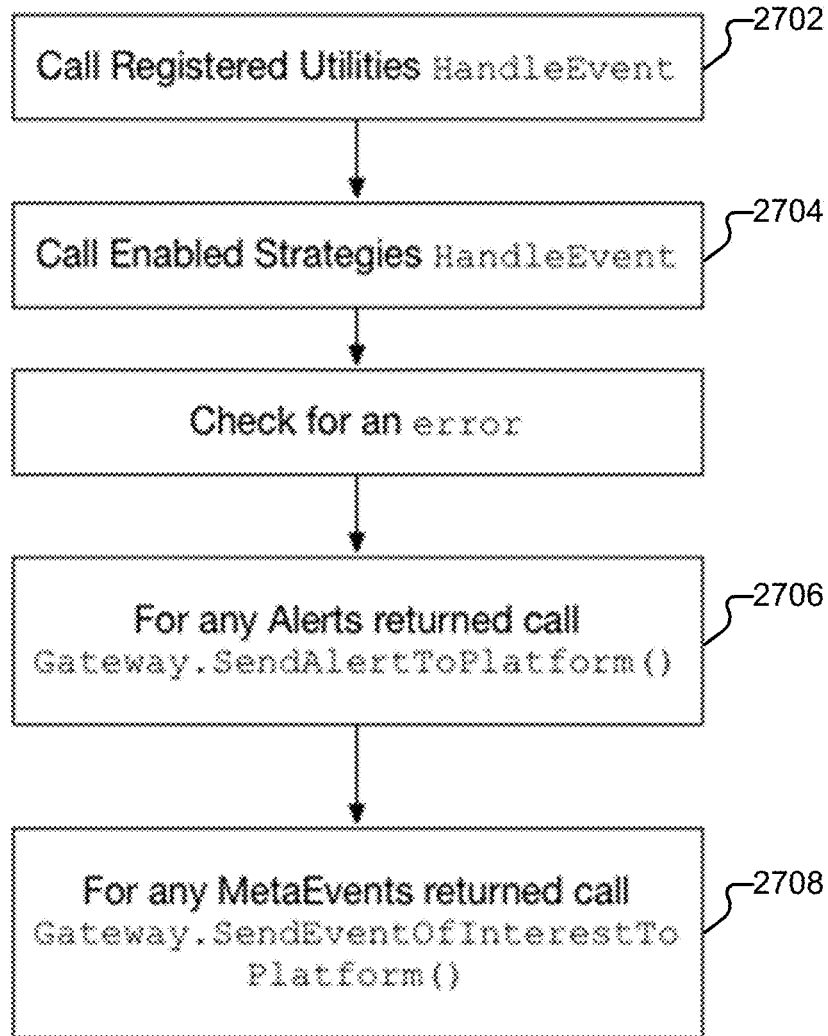 2702
Call Registered Utilities HandleEvent
2704
Call Enabled Strategies HandleEvent
Check for an error
2706
For any Alerts returned call
Gateway.SendAlertToPlatform()
2708
For any MetaEvents returned call
Gateway.SendEventOfInterestTo
Platform()